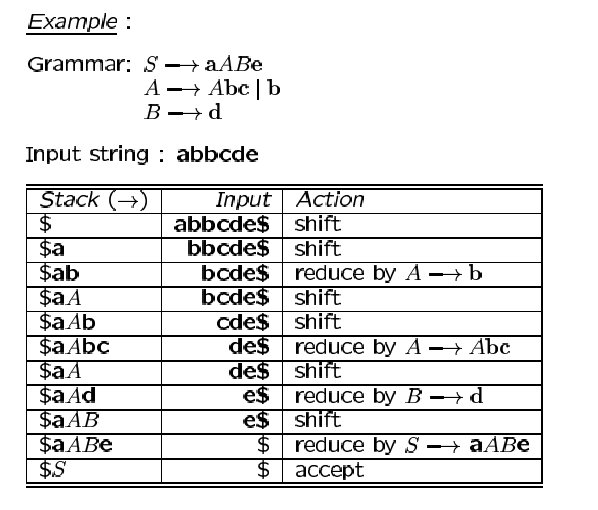 Example :
Grammar: S → aABe
A → Abc | b
B → d
Input string : abbcde
Stack (→) Input Action
$ abbcde$ shift
$a bbcde$ shift
$ab bcde$ reduce by A → b
$aA bcde$ shift
$aAb cde$ shift
$aAbc de$ reduce by A → Abc
$aA de$ shift
$aAd e$ reduce by B → d
$aAB e$ shift
$aABe $ reduce by S → aABe
$S $ accept